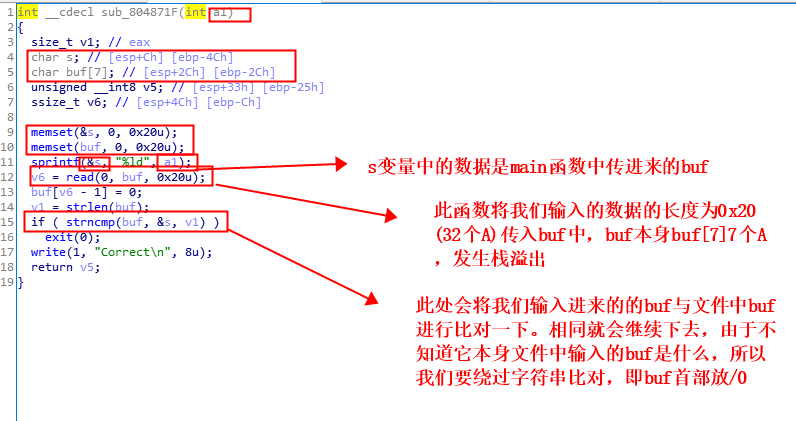 1 int __cdecl sub_804871F(int a1)
2 {
3 size_t v1; // eax
4 char s; // [esp+Ch] [ebp-4Ch]
5 char buf[7]; // [esp+2Ch] [ebp-2Ch]
6 unsigned __int8 v5; // [esp+33h] [ebp-25h]
7 ssize_t v6; // [esp+4Ch] [ebp-Ch]
8
9 memset(&s, 0, 0x20u);
10 memset(buf, 0, 0x20u);
11 sprintf(&s, "%ld", a1);
12 v6 = read(0, buf, 0x20u);
13 buf[v6 - 1] = 0;
14 v1 = strlen(buf);
15 if ( strncmp(buf, &s, v1) )
16 exit(0);
17 write(1, "Correct\n", 8u);
18 return v5;
19 }
s变量中的数据是main函数中传进来的buf
此函数将我们输入的数据的长度为0x20
(32个A)传入buf中，buf本身buf[7]7个A
，发生栈溢出
此处会将我们输入进来的的buf与文件中buf
进行比对一下。相同就会继续下去，由于不
知道它本身文件中输入的buf是什么，所以
我们要绕过字符串比对，即buf首部放/0